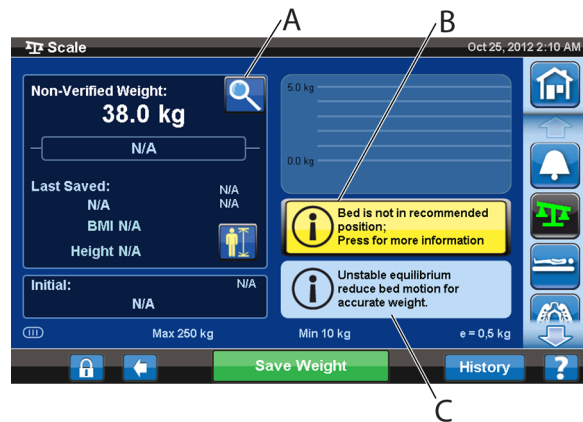 A
B
Scale
Oct 25, 2012 2:10 AM
Non-Verified Weight:
38.0 kg
N/A
Last Saved:
N/A
N/A
N/A
BMI N/A
Height N/A
Initial:
N/A
N/A
5.0 kg
0.0 kg
Bed is not in recommended
position;
Press for more information
Unstable equilibrium
reduce bed motion for
accurate weight.
Max 250 kg
Min 10 kg
e = 0,5 kg
Save Weight
History
?
C